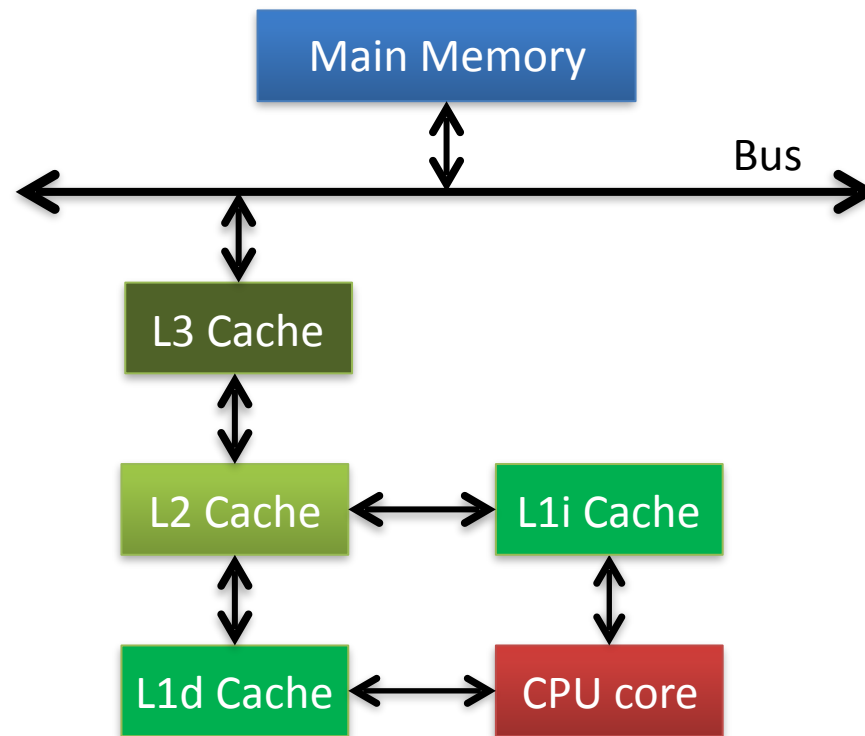 Main Memory
Bus
L3 Cache
L2 Cache
L1i Cache
L1d Cache
CPU core